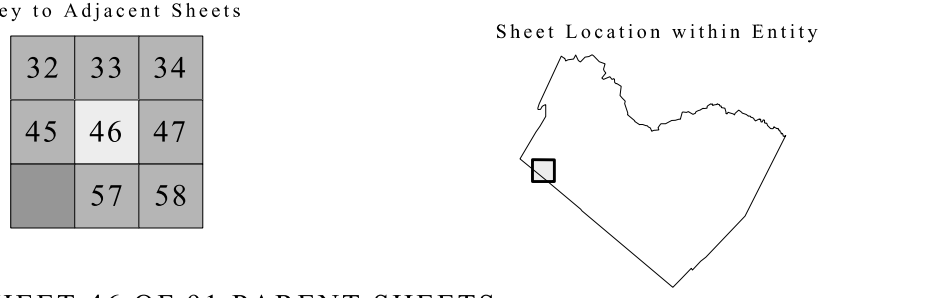 ey to Adjacent Sheets
Sheet Location within Entity
32 33 34
45 46 47
57 58
HEET 46 OF 91 PARENT SHEETS